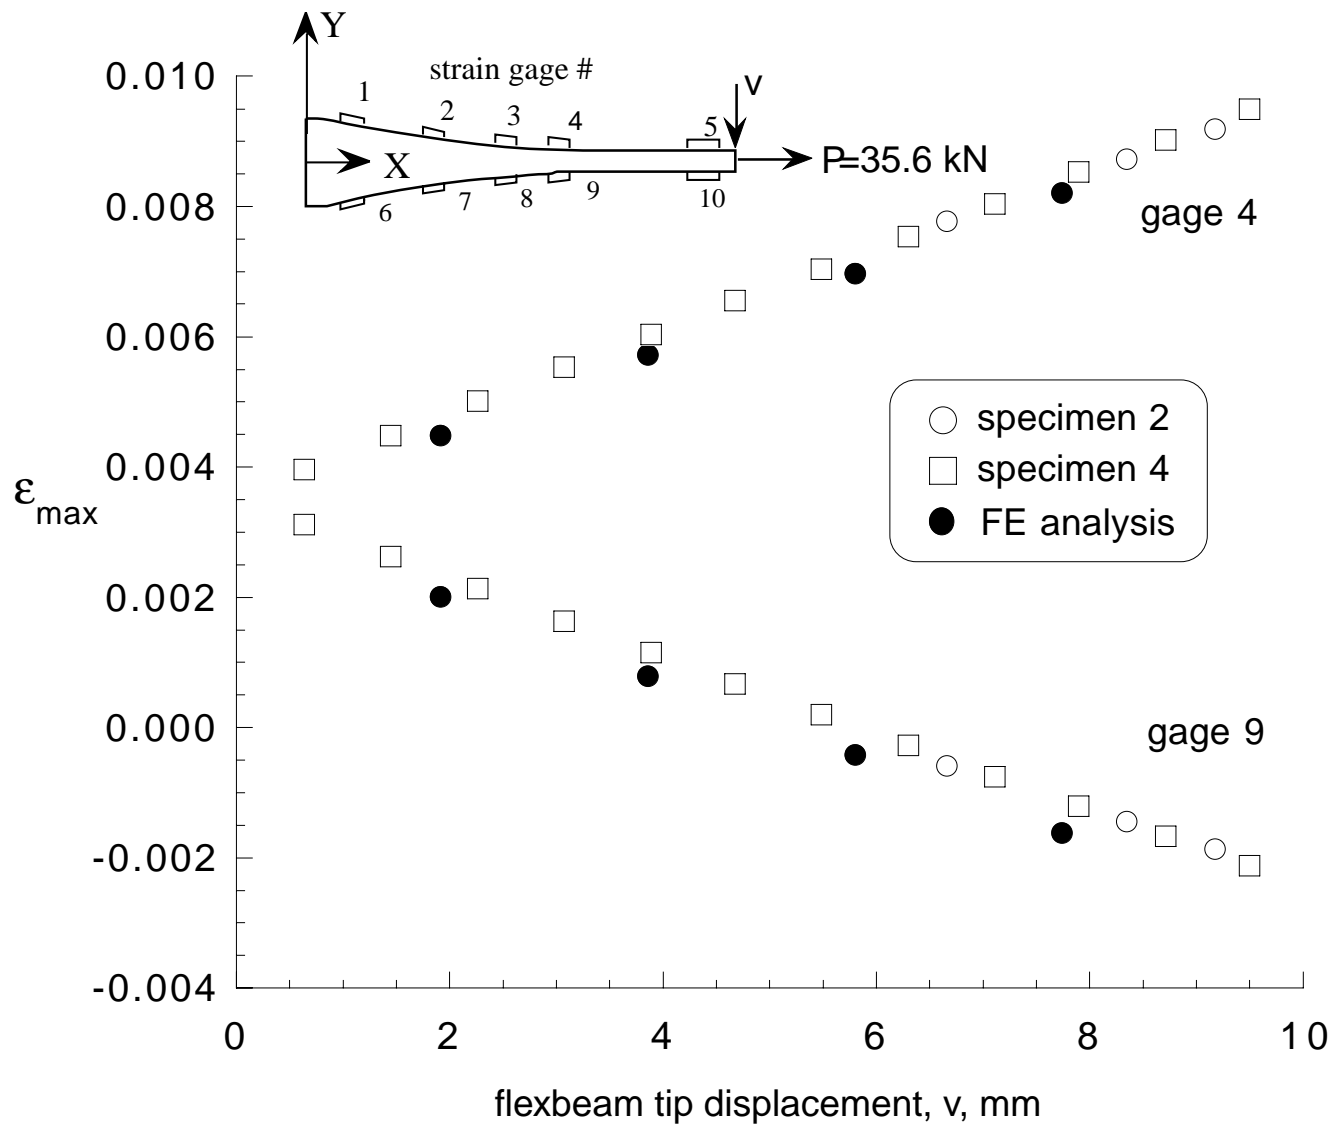 Y
0.010
strain gage #
1
2
3
4
5
v
X
P=35.6 kN
6
7
8
9
10
0.008
gage 4
0.006
specimen 2
specimen 4
FE analysis
0.004
εmax
0.002
0.000
gage 9
-0.002
-0.004
0 2 4 6 8 10
flexbeam tip displacement, v, mm